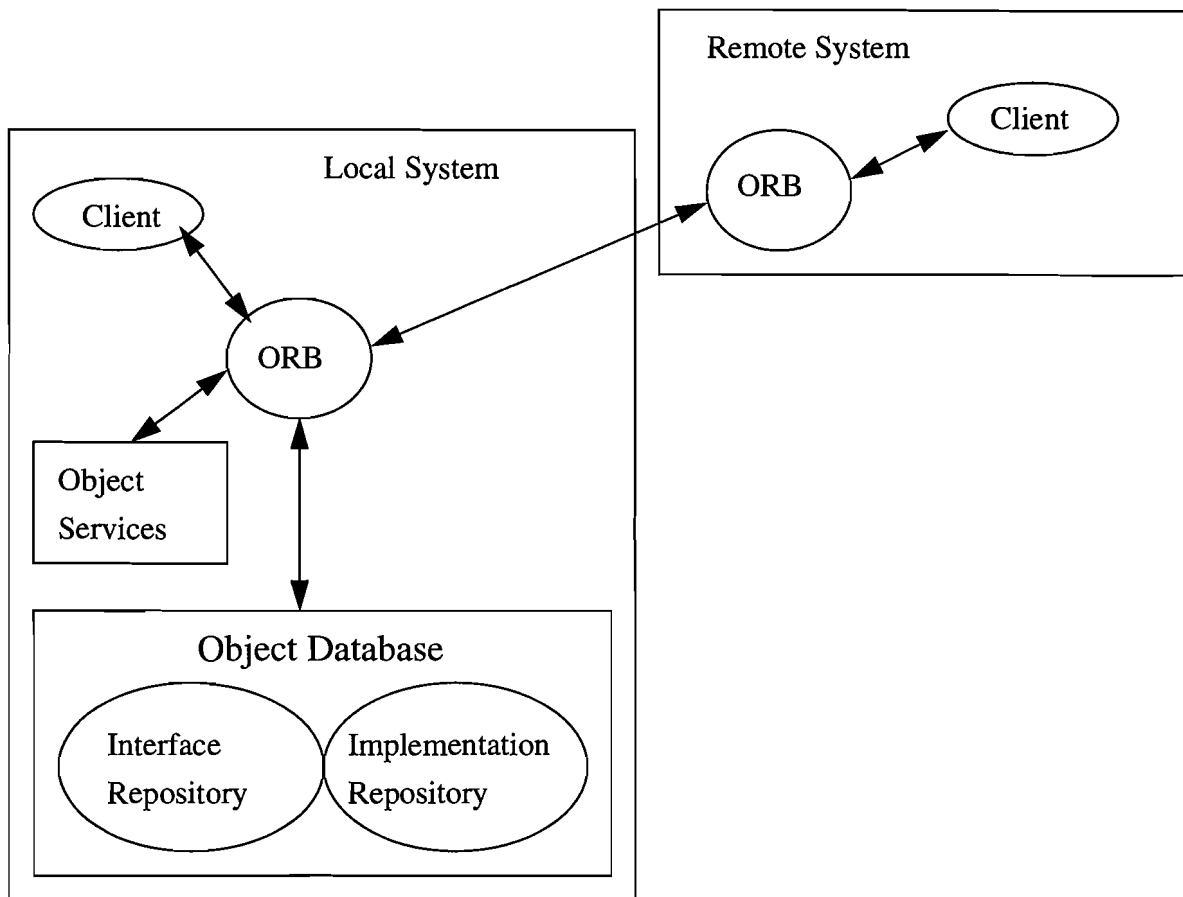 Remote System
Client
ORB
Local System
Client
ORB
Object
Services
Object Database
Interface
Repository
Implementation
Repository